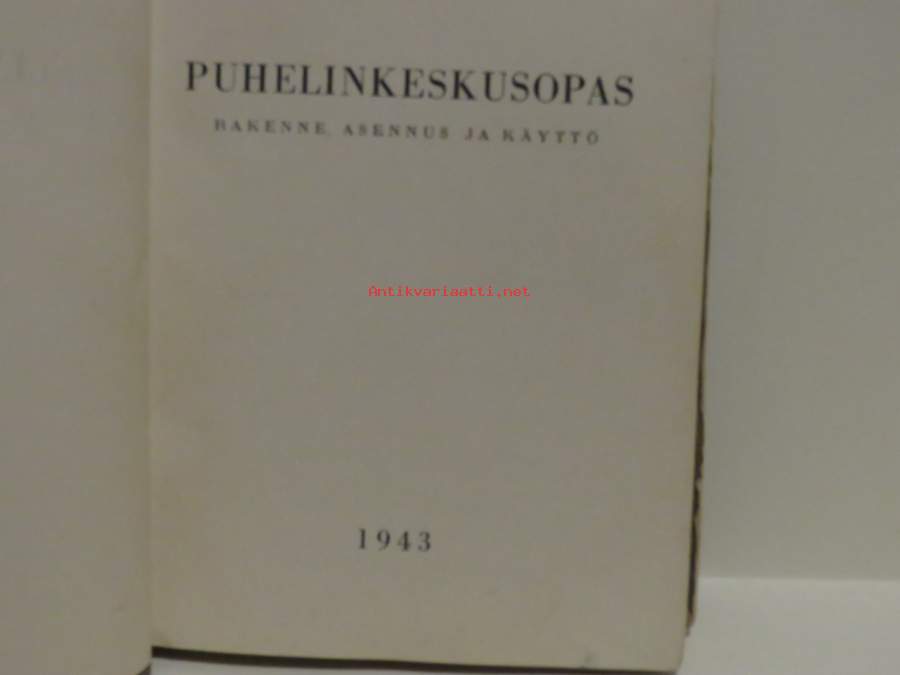 PUHELINKESKUSOPAS
RAKENNE, ASENNUS JA KÄYTTÖ
Antikvariaatti.net
1943